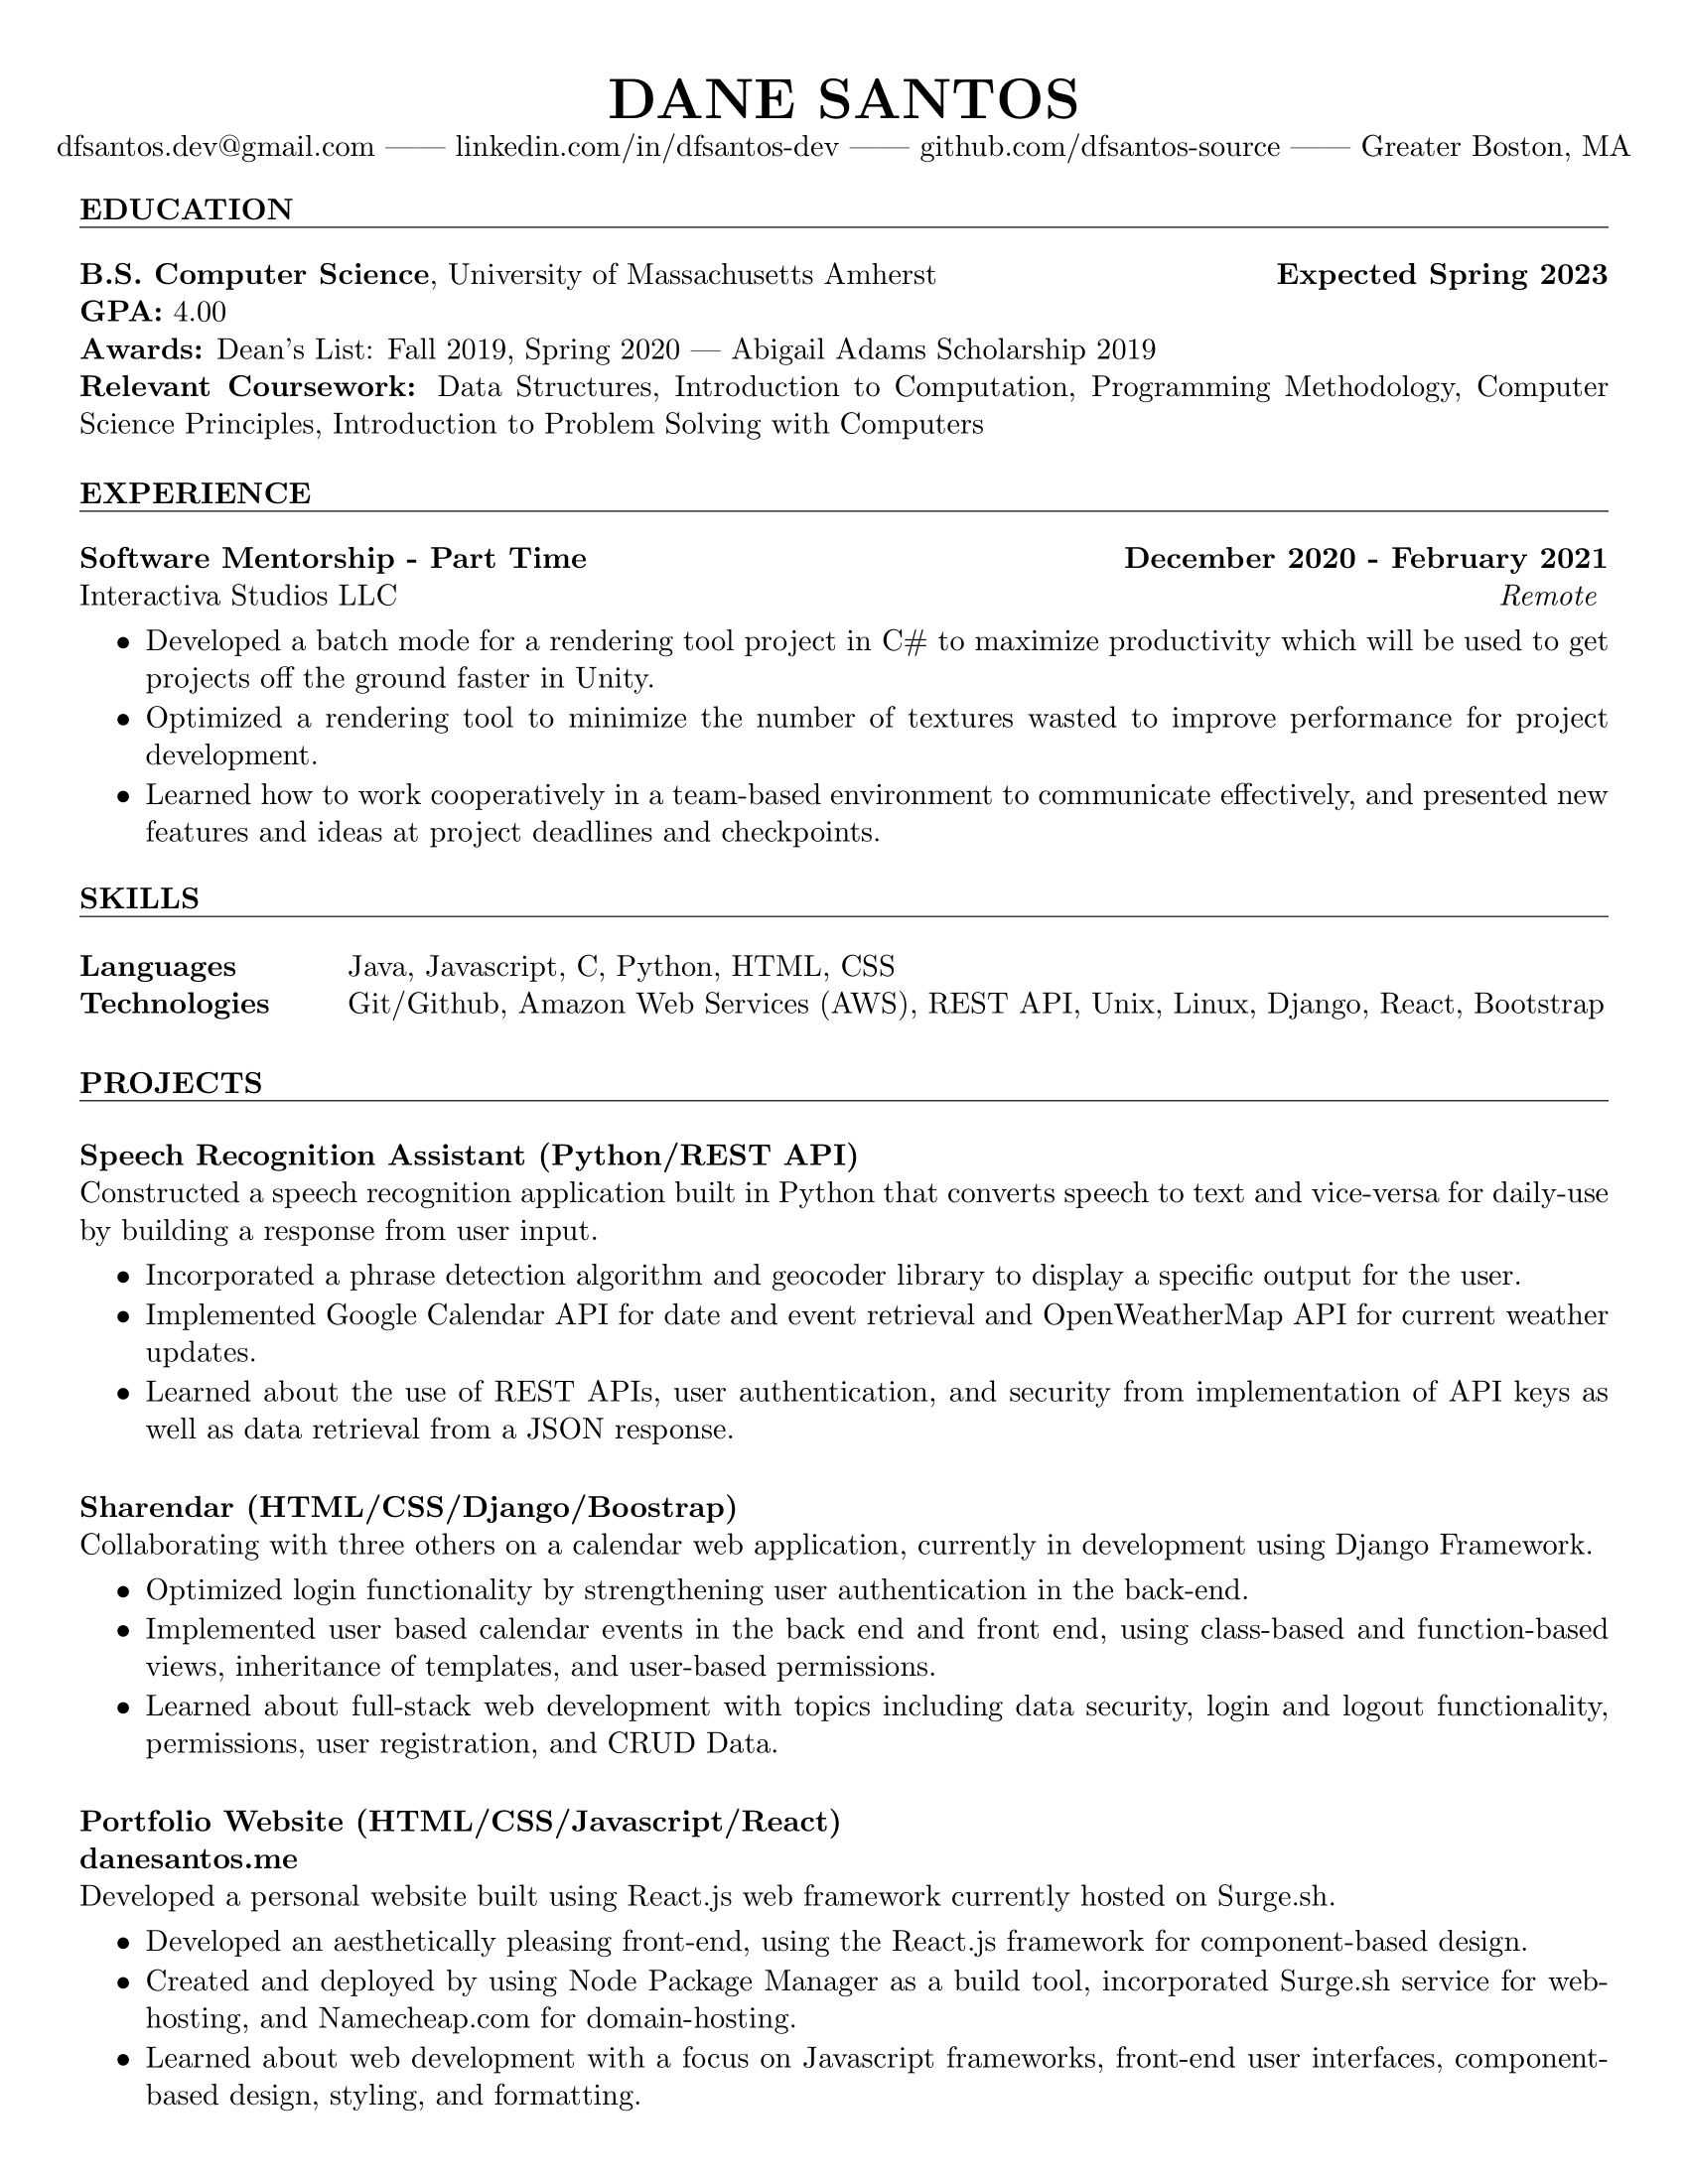 DANE SANTOS
dfsantos.dev@gmail.com —— linkedin.com/in/dfsantos-dev —— github.com/dfsantos-source —— Greater Boston, MA
EDUCATION
B.S. Computer Science, University of Massachusetts Amherst Expected Spring 2023
GPA: 4.00
Awards: Dean's List: Fall 2019, Spring 2020 — Abigail Adams Scholarship 2019
Relevant Coursework: Data Structures, Introduction to Computation, Programming Methodology, Computer
Science Principles, Introduction to Problem Solving with Computers
EXPERIENCE
Software Mentorship - Part Time December 2020 - February 2021
Interactiva Studios LLC Remote
• Developed a batch mode for a rendering tool project in C# to maximize productivity which will be used to get
projects off the ground faster in Unity.
• Optimized a rendering tool to minimize the number of textures wasted to improve performance for project
development.
• Learned how to work cooperatively in a team-based environment to communicate effectively, and presented new
features and ideas at project deadlines and checkpoints.
SKILLS
Languages Java, Javascript, C, Python, HTML, CSS
Technologies Git/Github, Amazon Web Services (AWS), REST API, Unix, Linux, Django, React, Bootstrap
PROJECTS
Speech Recognition Assistant (Python/REST API)
Constructed a speech recognition application built in Python that converts speech to text and vice-versa for daily-use
by building a response from user input.
• Incorporated a phrase detection algorithm and geocoder library to display a specific output for the user.
• Implemented Google Calendar API for date and event retrieval and OpenWeatherMap API for current weather
updates.
• Learned about the use of REST APIs, user authentication, and security from implementation of API keys as
well as data retrieval from a JSON response.
Sharendar (HTML/CSS/Django/Boostrap)
Collaborating with three others on a calendar web application, currently in development using Django Framework.
• Optimized login functionality by strengthening user authentication in the back-end.
• Implemented user based calendar events in the back end and front end, using class-based and function-based
views, inheritance of templates, and user-based permissions.
• Learned about full-stack web development with topics including data security, login and logout functionality,
permissions, user registration, and CRUD Data.
Portfolio Website (HTML/CSS/Javascript/React)
danesantos.me
Developed a personal website built using React.js web framework currently hosted on Surge.sh.
• Developed an aesthetically pleasing front-end, using the React.js framework for component-based design.
• Created and deployed by using Node Package Manager as a build tool, incorporated Surge.sh service for web-
hosting, and Namecheap.com for domain-hosting.
• Learned about web development with a focus on Javascript frameworks, front-end user interfaces, component-
based design, styling, and formatting.